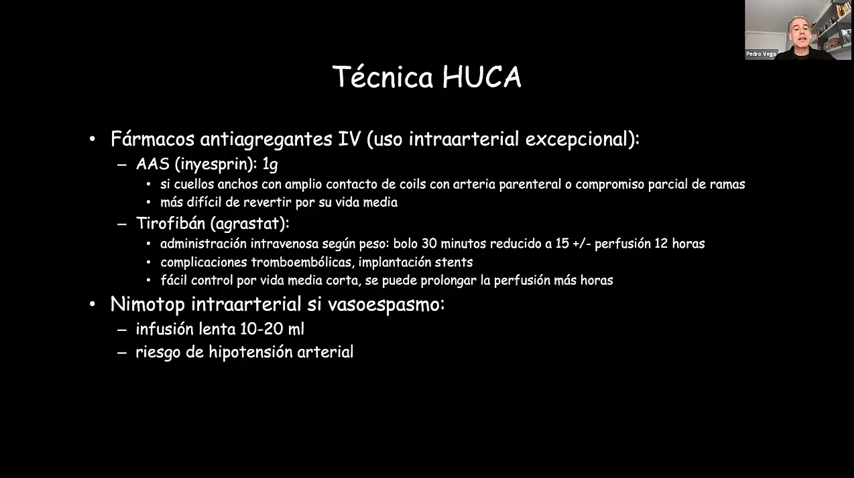 Pedro Vega
Técnica HUCA
• Fármacos antiagregantes IV (uso intraarterial excepcional):
– AAS (inyesprin): 1g
• si cuellos anchos con amplio contacto de coils con arteria parenteral o compromiso parcial de ramas
• más difícil de revertir por su vida media
– Tirofibán (agrastat):
• administración intravenosa según peso: bolo 30 minutos reducido a 15 +/- perfusión 12 horas
• complicaciones tromboembólicas, implantación stents
• fácil control por vida media corta, se puede prolongar la perfusión más horas
• Nimotop intraarterial si vasoespasmo:
– infusión lenta 10-20 ml
– riesgo de hipotensión arterial